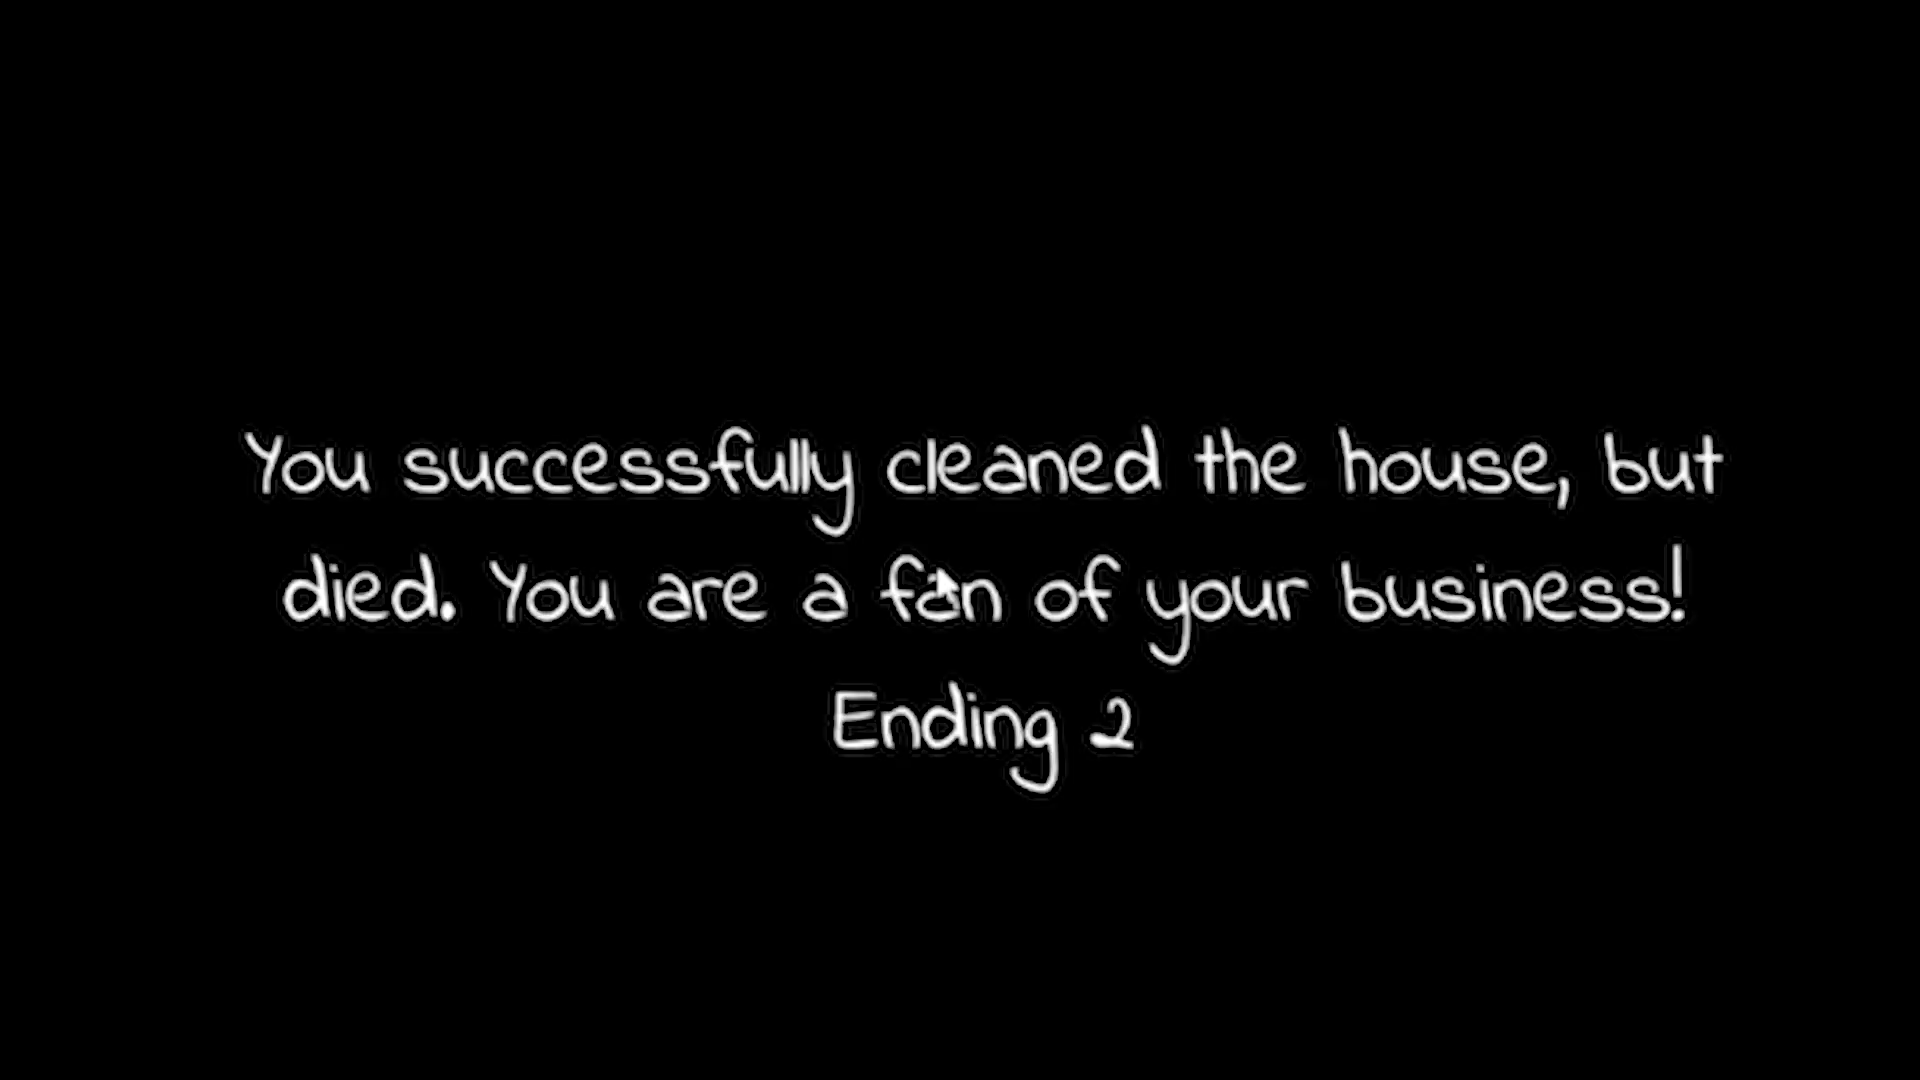 You successfully cleaned the house, but
died. You are a fan of your business!
Ending 2